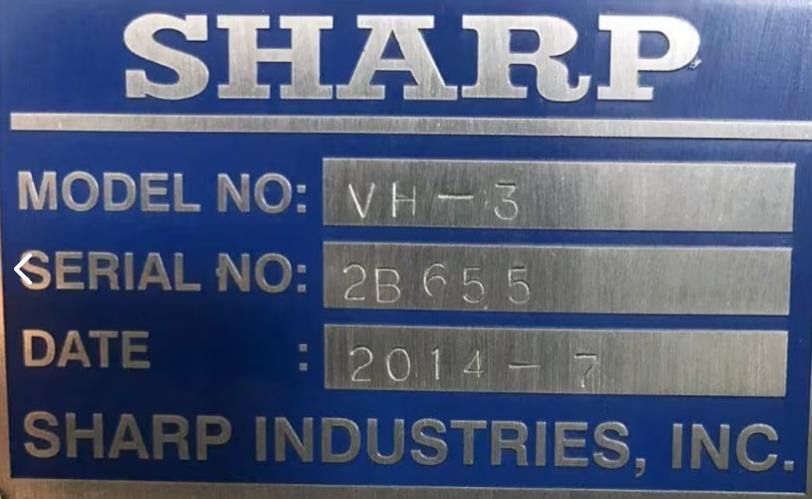 SHARP
MODEL NO: VH-3
SERIAL NO: 2B655
DATE : 2014-7
SHARP INDUSTRIES, INC.